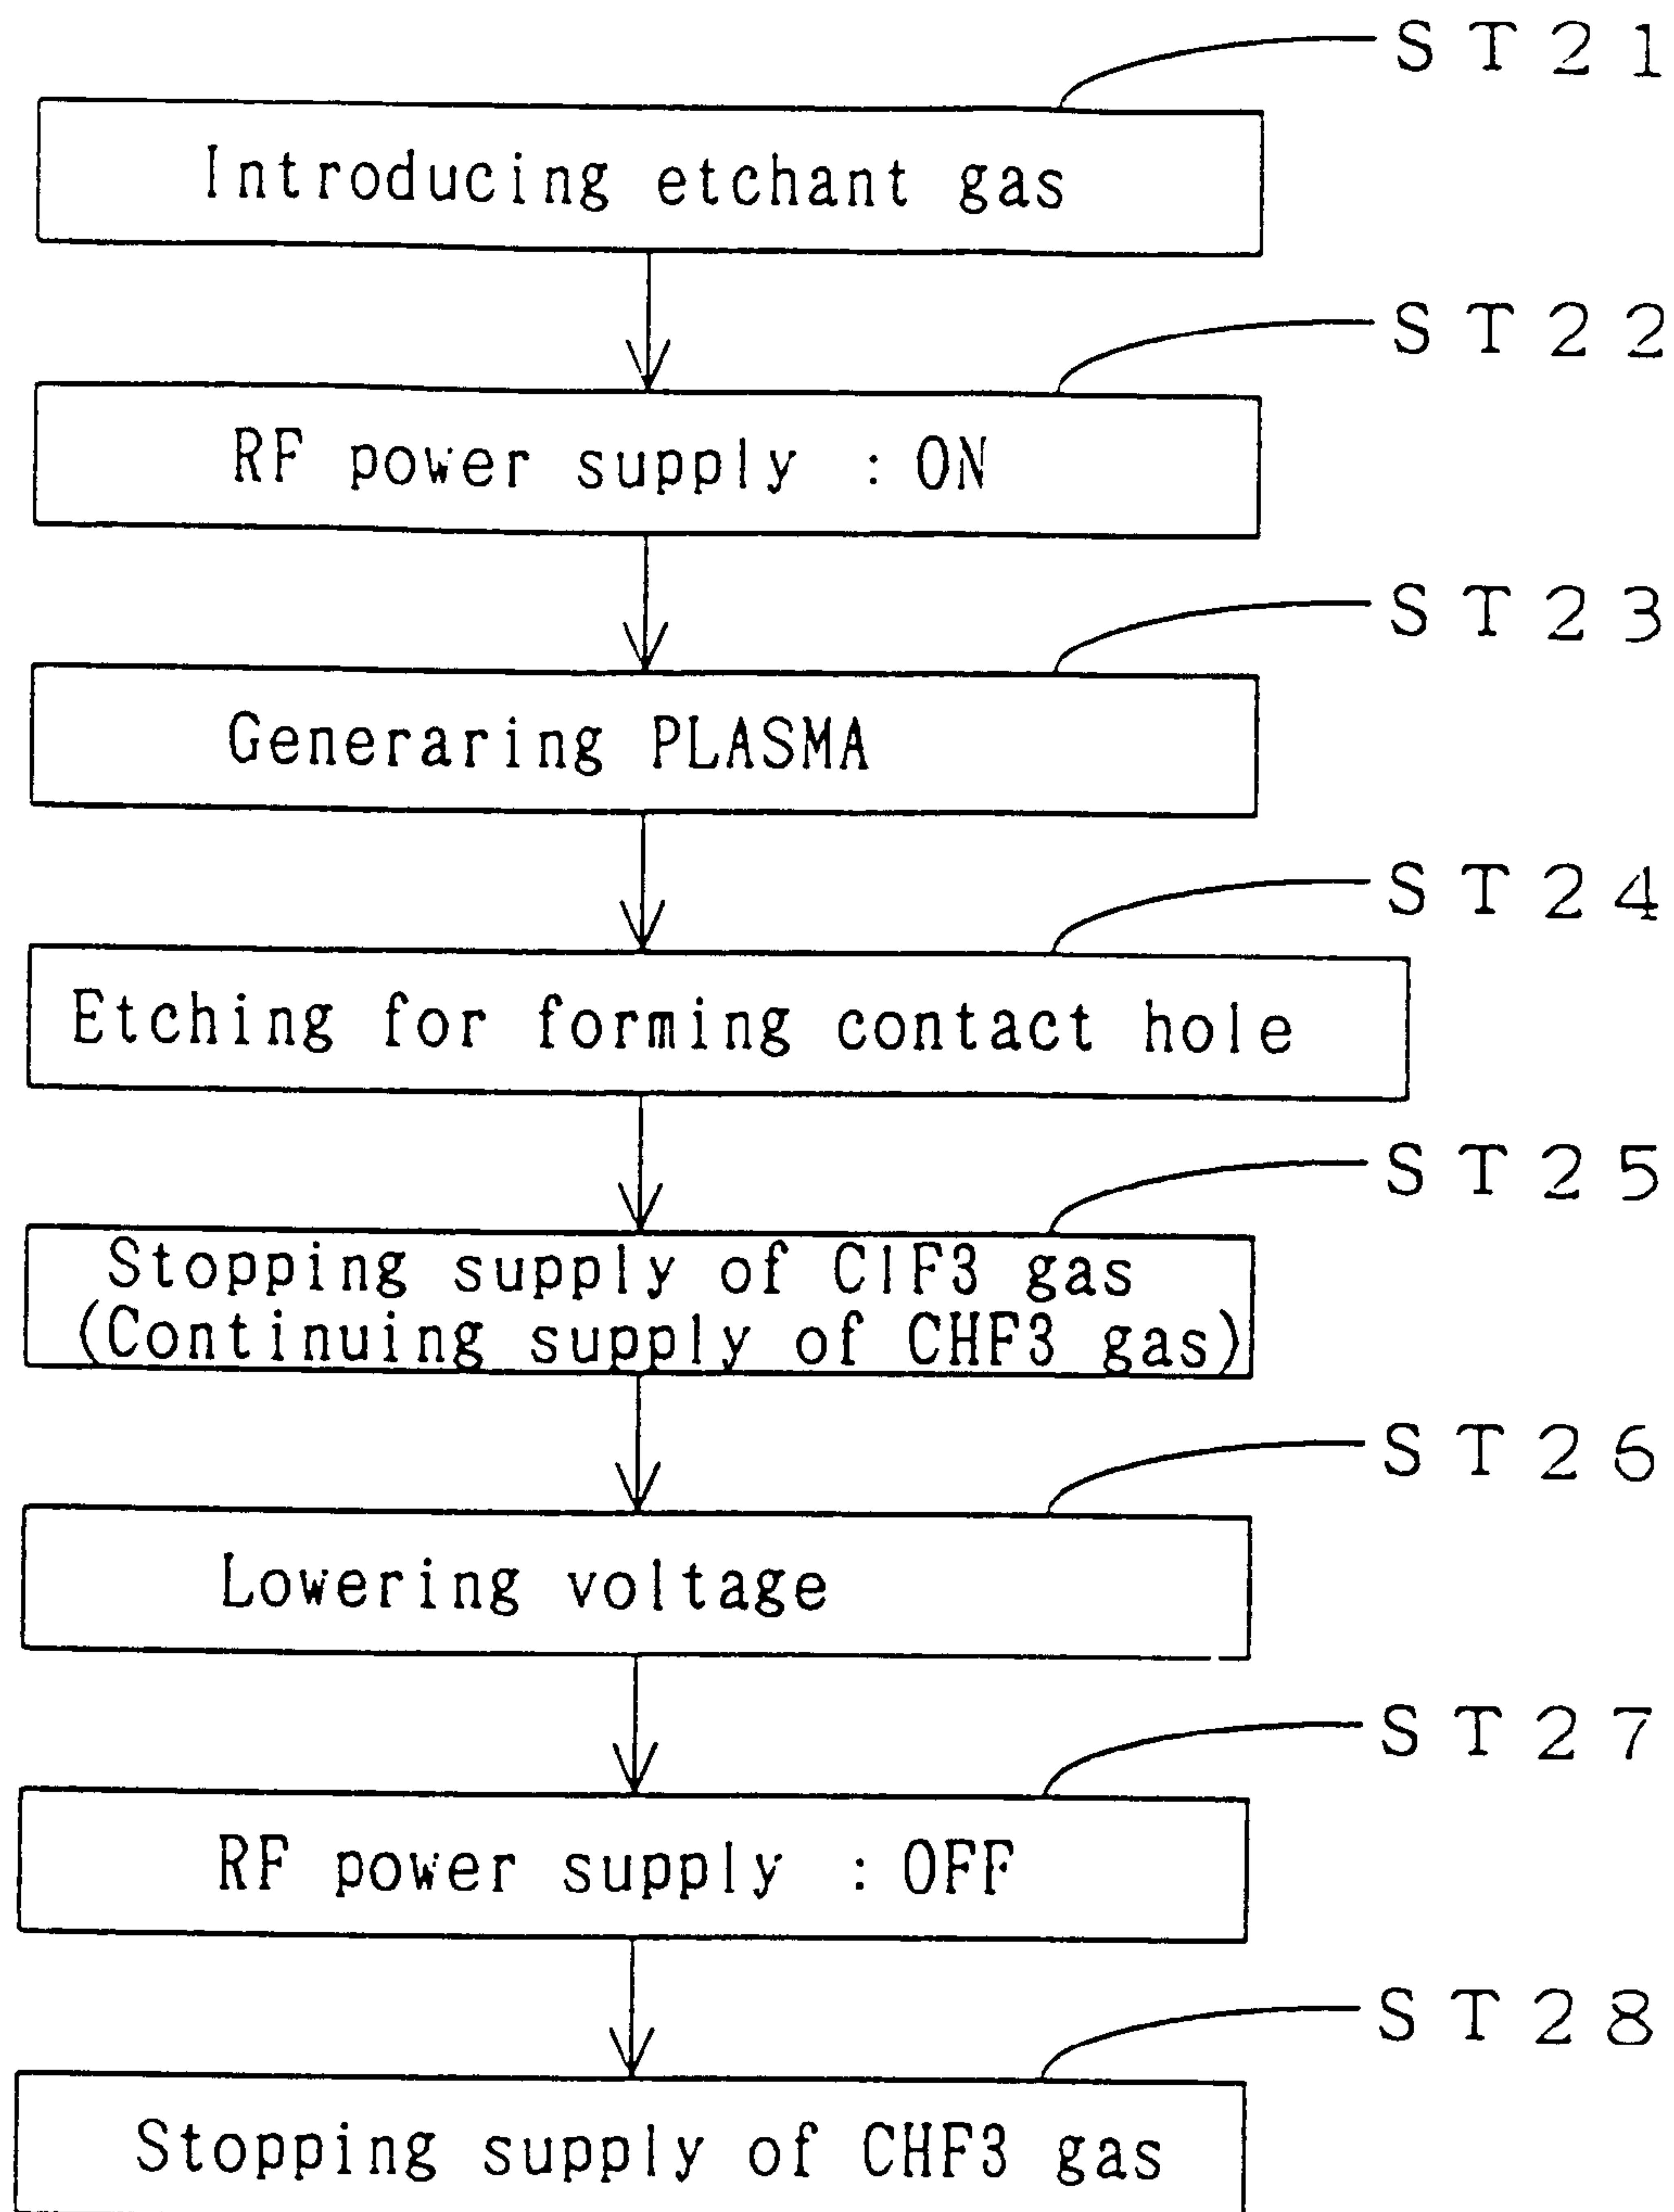 ST21
Introducing etchant gas
ST22
RF power supply : ON
ST23
Generaring PLASMA
ST24
Etching for forming contact hole
ST25
Stopping supply of ClF3 gas
(Continuing supply of CHF3 gas)
ST26
Lowering voltage
ST27
RF power supply : OFF
ST28
Stopping supply of CHF3 gas